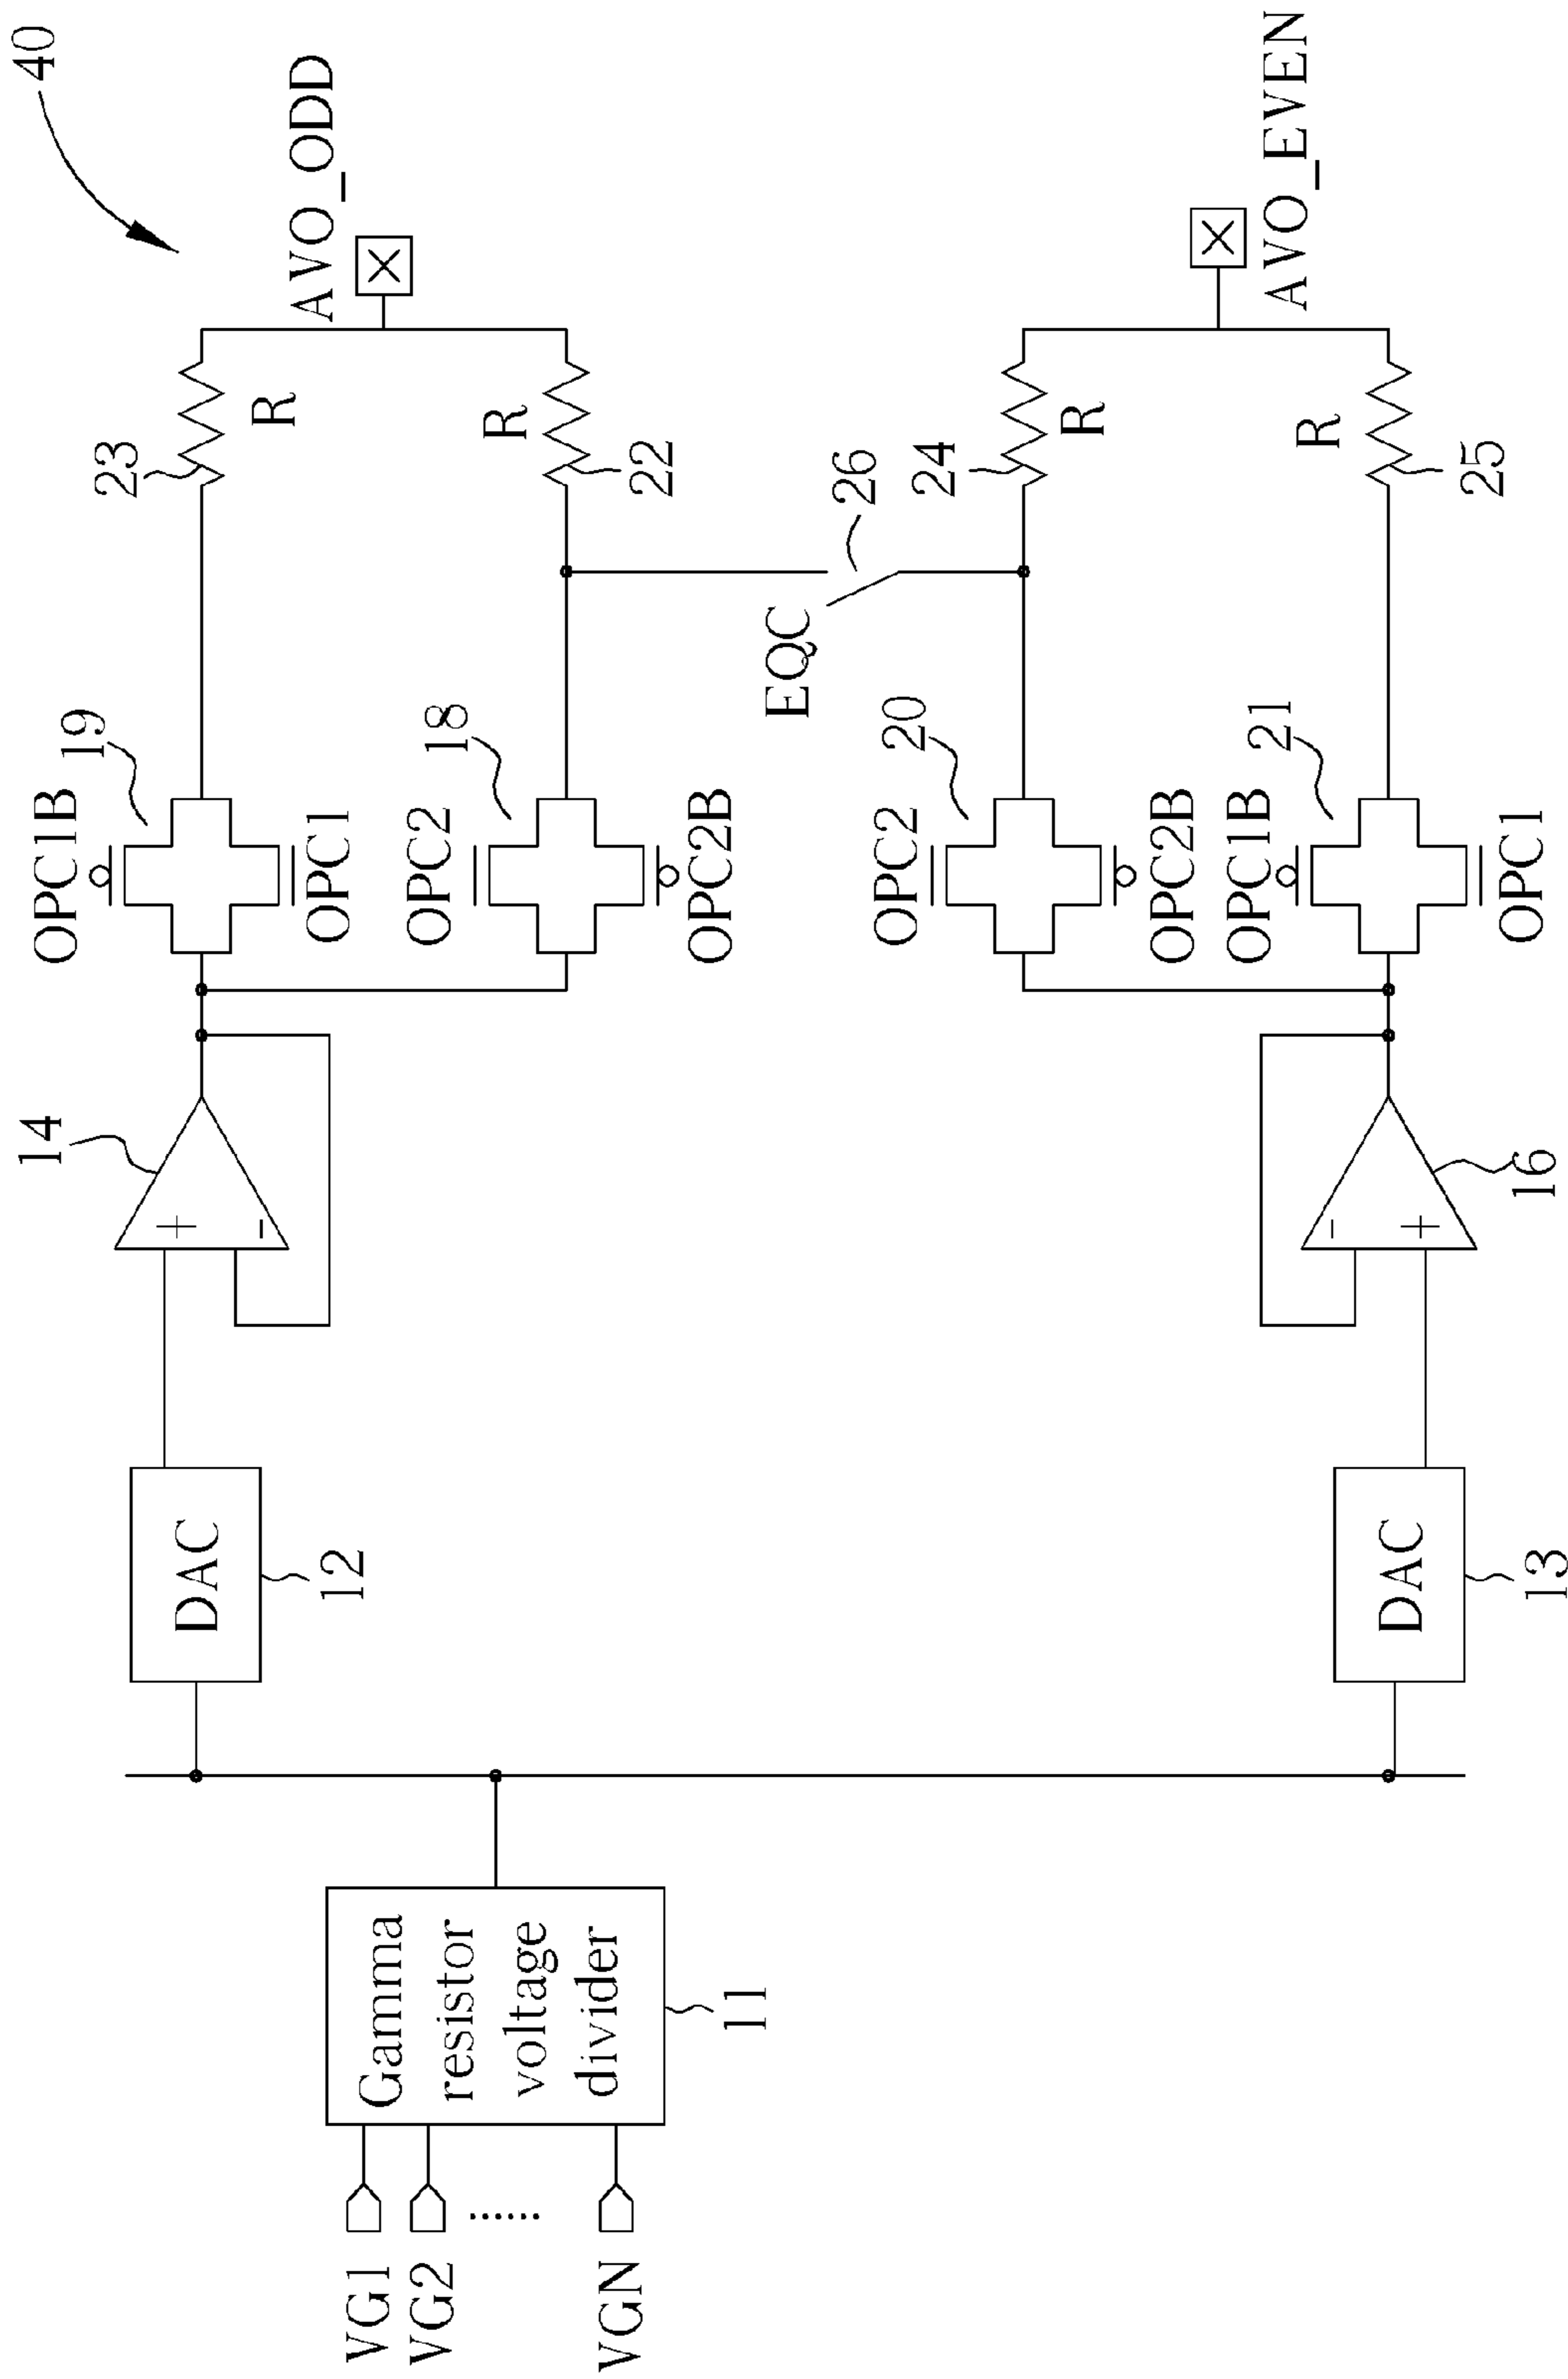 40
AVO_ODD
23
R
R
22
OPC1B
19
OPC1
OPC2
18
OPC2B
14
+
-
DAC
12
EQC
26
AVO_EVEN
24
R
R
25
OPC2
20
OPC2B
OPC1B
21
OPC1
-
+
16
DAC
13
Gamma
resistor
voltage
divider
11
VG1
VG2
......
VGN